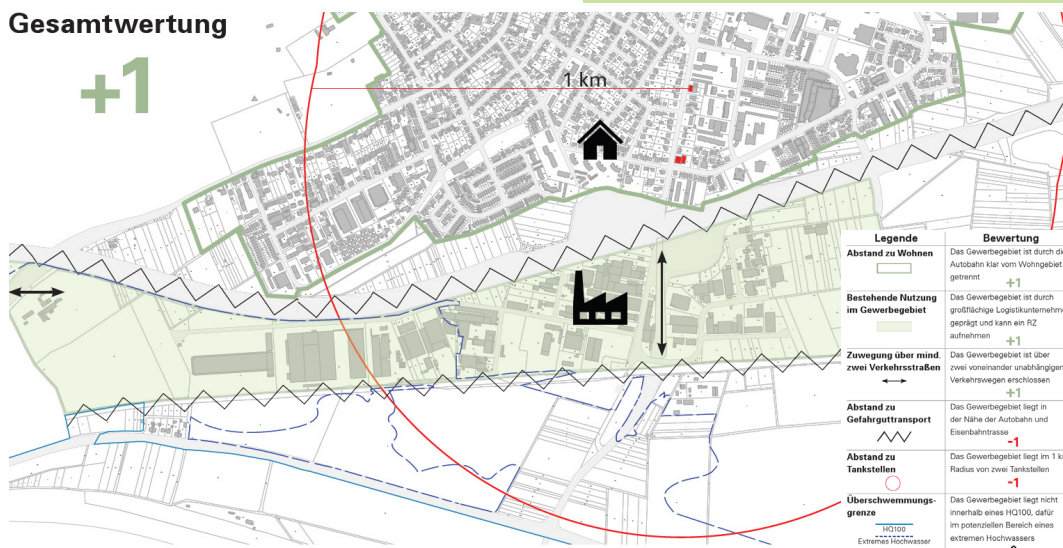 Gesamtwertung
+1
1 km
Legende
Bewertung
Abstand zu Wohnen
Das Gewerbegebiet ist durch die
Autobahn klar vom Wohngebiet
getrennt
+1
Bestehende Nutzung
im Gewerbegebiet
Das Gewerbegebiet ist durch
großflächige Logistikunternehme
geprägt und kann ein RZ
aufnehmen
+1
Zuwegung über mind.
zwei Verkehrsstraßen
Das Gewerbegebiet ist über
zwei voneinander unabhängigen
Verkehrswegen erschlossen
+1
Abstand zu
Gefahrguttransport
Das Gewerbegebiet liegt in
der Nähe der Autobahn und
Eisenbahntrasse
-1
Abstand zu
Tankstellen
Das Gewerbegebiet liegt im 1 km
Radius von zwei Tankstellen
-1
Überschwemmungs-
grenze
HQ100
Extremes Hochwasser
Das Gewerbegebiet liegt nicht
innerhalb eines HQ100, dafür
im potenziellen Bereich eines
extremen Hochwassers